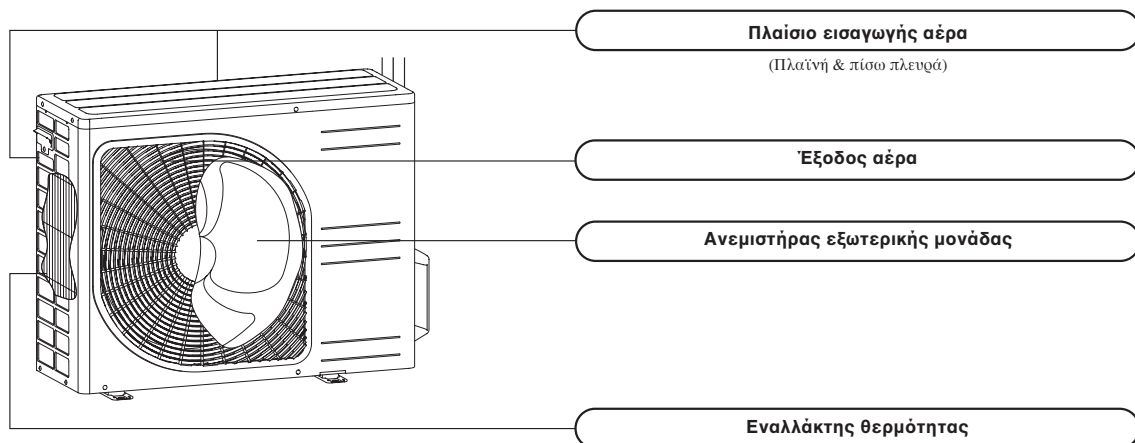 Πλαίσιο εισαγωγής αέρα
(Πλαϊνή & πίσω πλευρά)
Έξοδος αέρα
Ανεμιστήρας εξωτερικής μονάδας
Εναλλάκτης θερμότητας